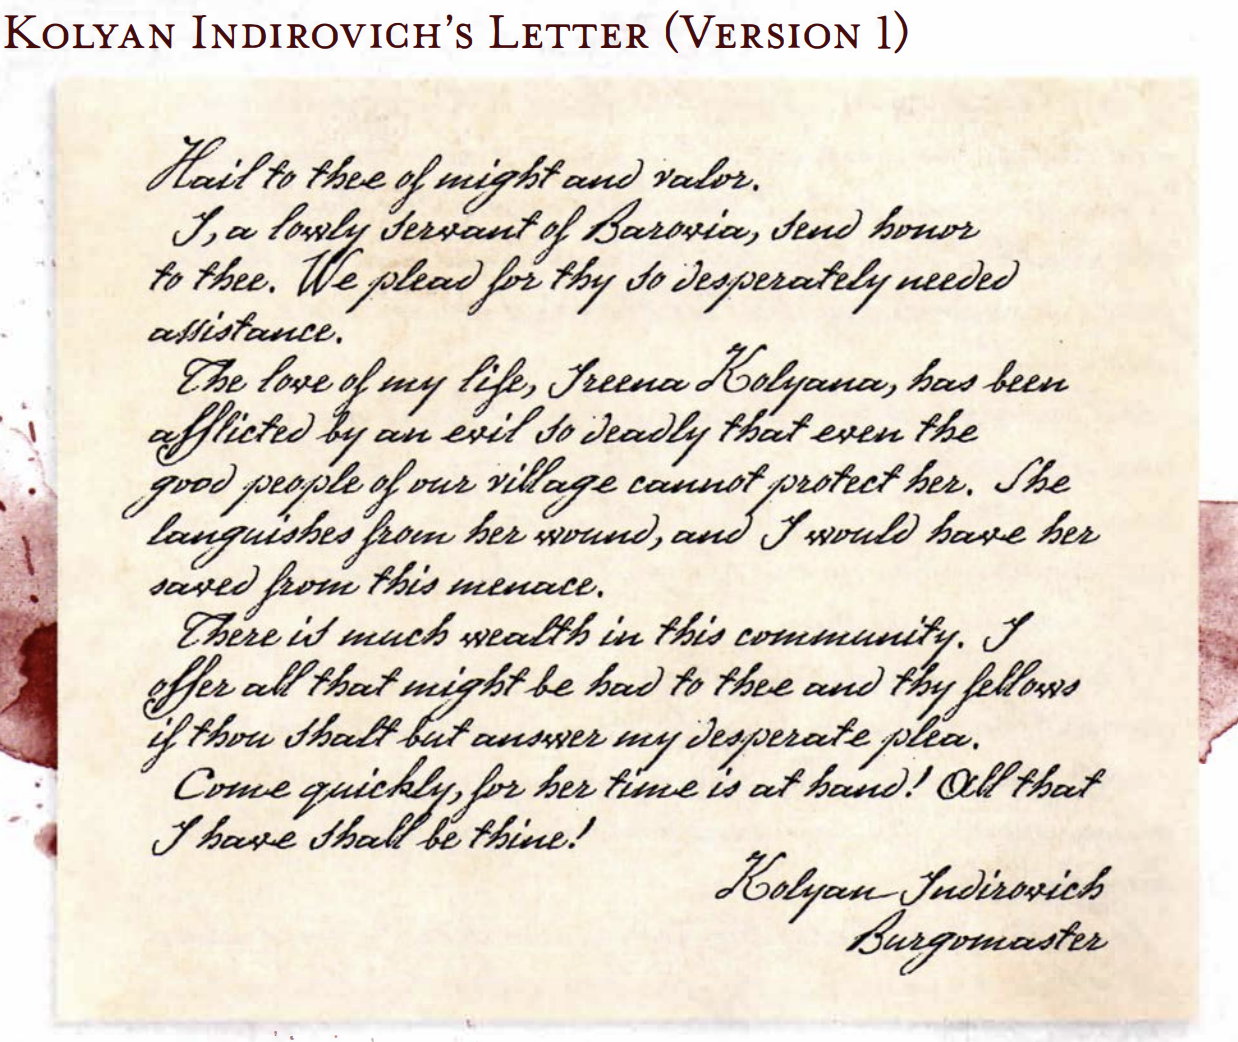 Kolyan Indirovich's Letter (Version 1)
Hail to thee of might and valor.
I, a lowly servant of Barovia, send honor
to thee. We plead for thy so desperately needed
assistance.
The love of my life, Ireena Kolyana, has been
afflicted by an evil so deadly that even the
good people of our village cannot protect her. She
languishes from her wound, and I would have her
saved from this menace.
There is much wealth in this community. I
offer all that might be had to thee and thy fellows
if thou shalt but answer my desperate plea.
Come quickly, for her time is at hand! All that
I have shall be thine!
Kolyan Indirovich
Burgomaster